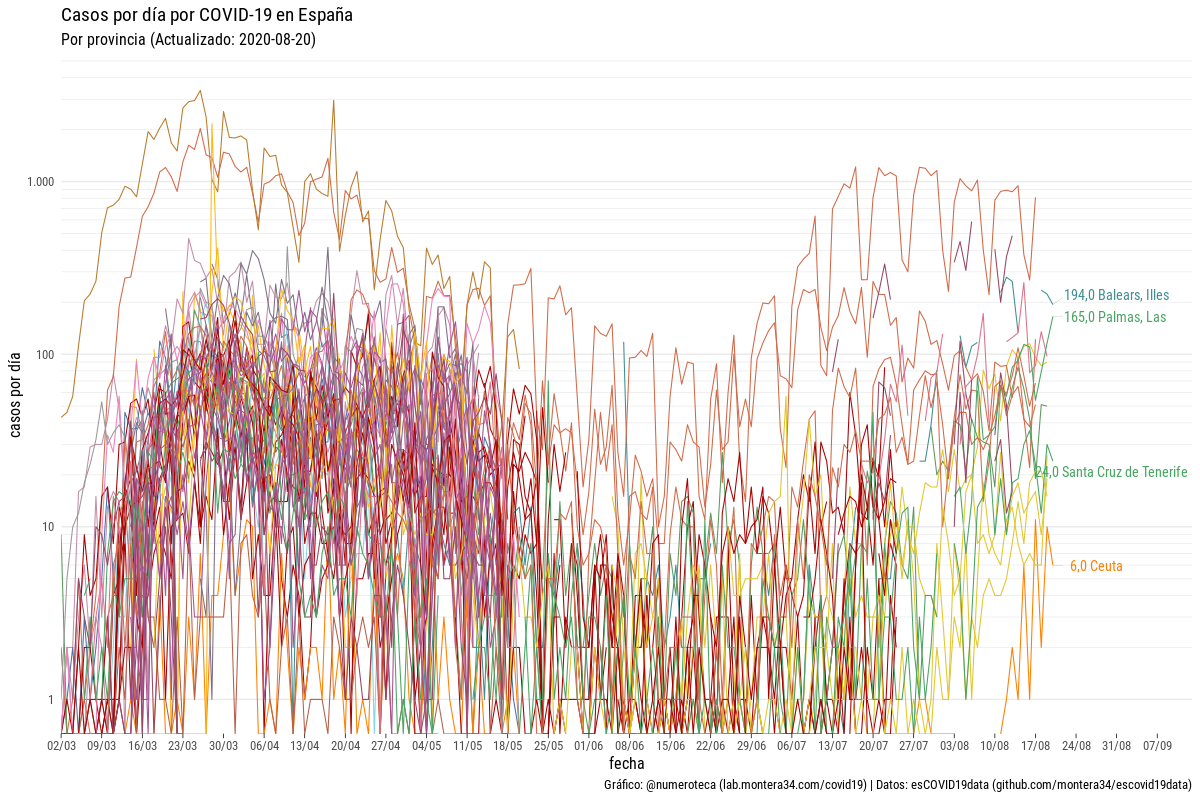 Casos por día por COVID-19 en España
Por provincia (Actualizado: 2020-08-20)
casos por día
1.000
100
10
1
194,0 Balears, Illes
165,0 Palmas, Las
24,0 Santa Cruz de Tenerife
6,0 Ceuta
02/03 09/03 16/03 23/03 30/03 06/04 13/04 20/04 27/04 04/05 11/05 18/05 25/05 01/06 08/06 15/06 22/06 29/06 06/07 13/07 20/07 27/07 03/08 10/08 17/08 24/08 31/08 07/09
fecha
Gráfico: @numeroteca (lab.montera34.com/covid19) | Datos: esCOVID19data (github.com/montera34/escovid19data)